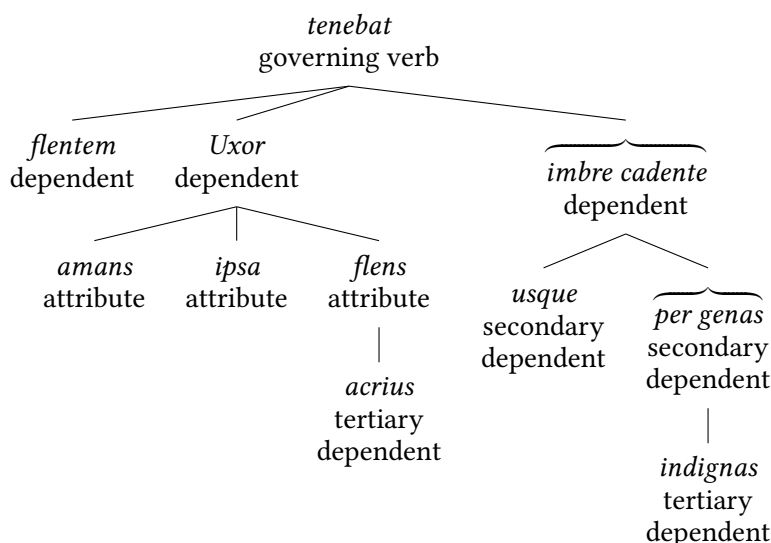 tenebat
governing verb
flentem
dependent
Uxor
dependent
imbre cadente
dependent
amans
attribute
ipsa
attribute
flens
attribute
usque
secondary
dependent
per genas
secondary
dependent
acrius
tertiary
dependent
indignas
tertiary
dependent